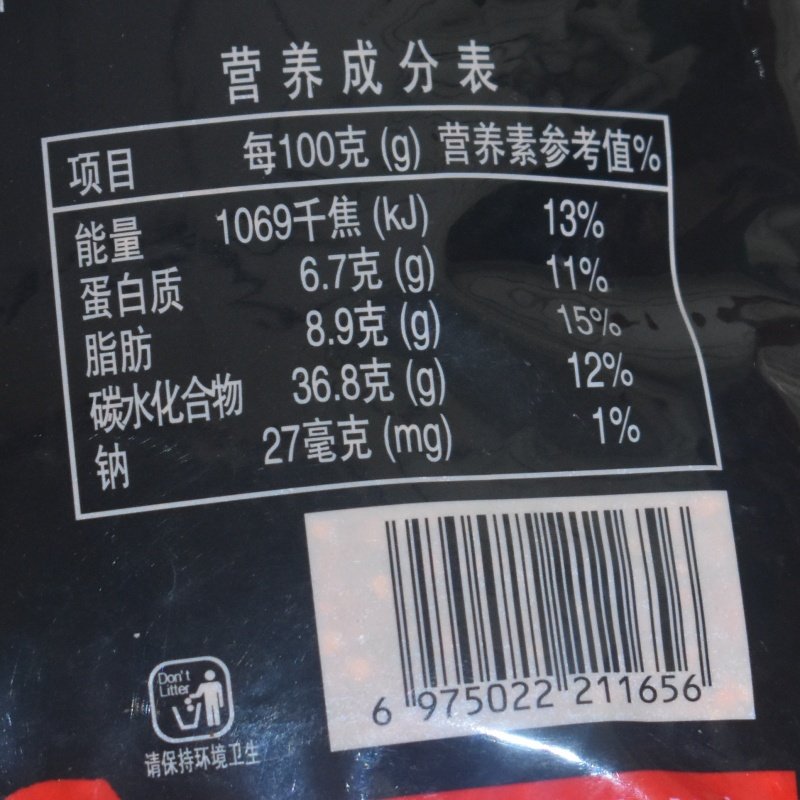 营养成分表
项目 每100克 (g) 营养素参考值%
能量 1069千焦 (kJ) 13%
蛋白质 6.7克 (g) 11%
脂肪 8.9克 (g) 15%
碳水化合物 36.8克 (g) 12%
钠 27毫克 (mg) 1%
6 975022 211656
Don't
Litter
请保持环境卫生